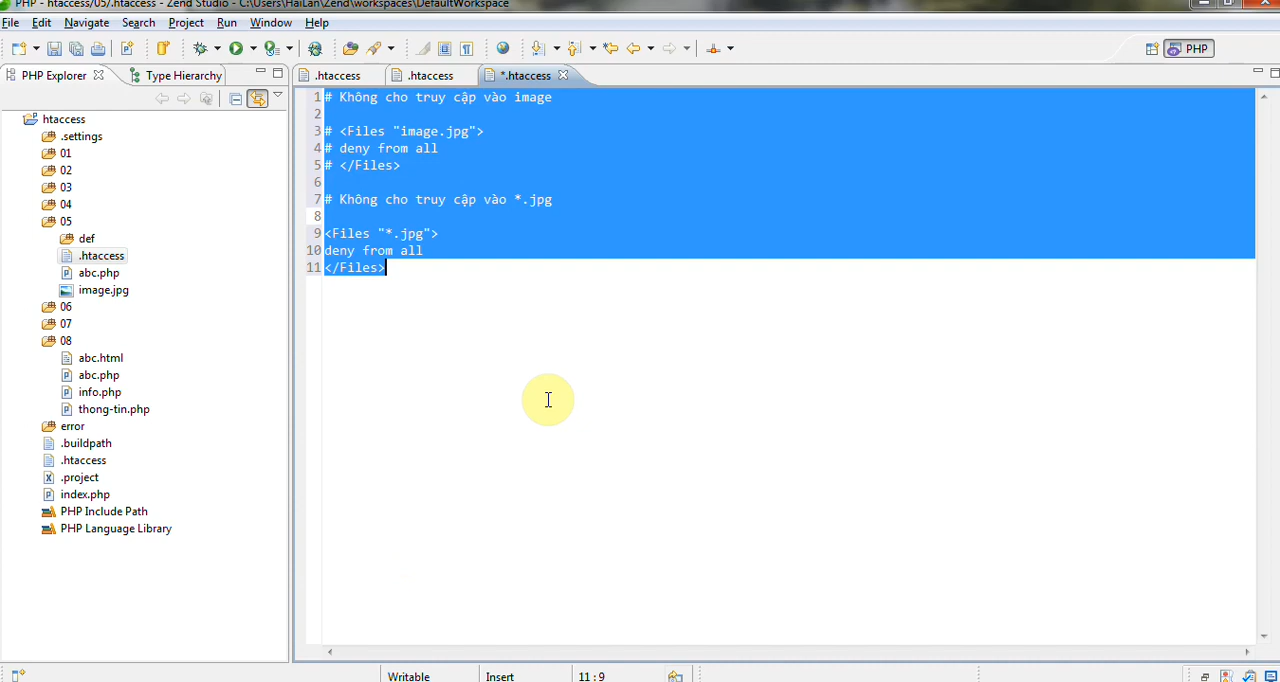 PHP - htaccess/05/.htaccess - Zend Studio - C:\Users\HaiLan\Zend\workspaces\DefaultWorkspace
File Edit Navigate Search Project Run Window Help
PHP
PHP Explorer Type Hierarchy
.htaccess .htaccess *.htaccess
htaccess
.settings
01
02
03
04
05
def
.htaccess
abc.php
image.jpg
06
07
08
abc.html
abc.php
info.php
thong-tin.php
error
.buildpath
.htaccess
.project
index.php
PHP Include Path
PHP Language Library
1 # Không cho truy cập vào image
2
3 # <Files "image.jpg">
4 # deny from all
5 # </Files>
6
7 # Không cho truy cập vào *.jpg
8
9 <Files "*.jpg">
10 deny from all
11 </Files>
Writable Insert 11 : 9